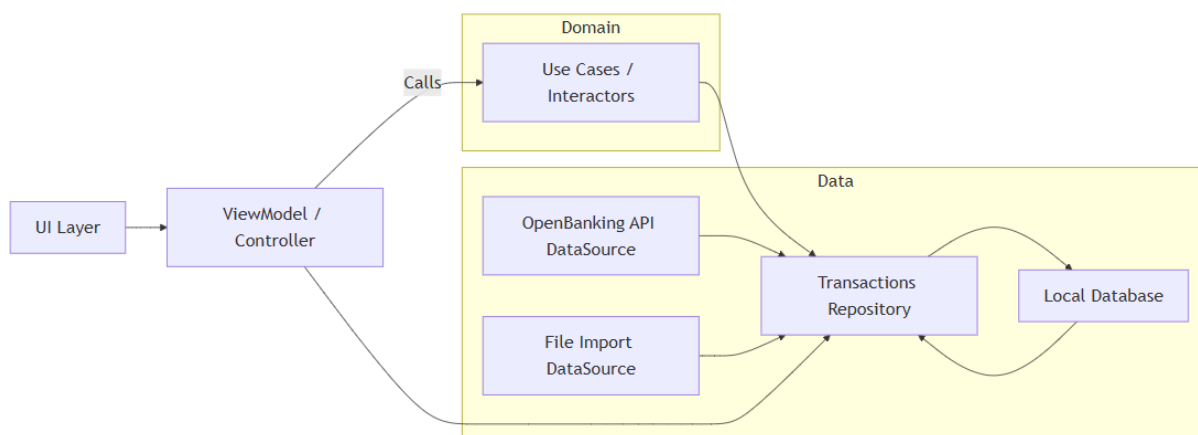 Domain
Use Cases /
Interactors
Calls
Data
UI Layer
ViewModel /
Controller
OpenBanking API
DataSource
File Import
DataSource
Transactions
Repository
Local Database